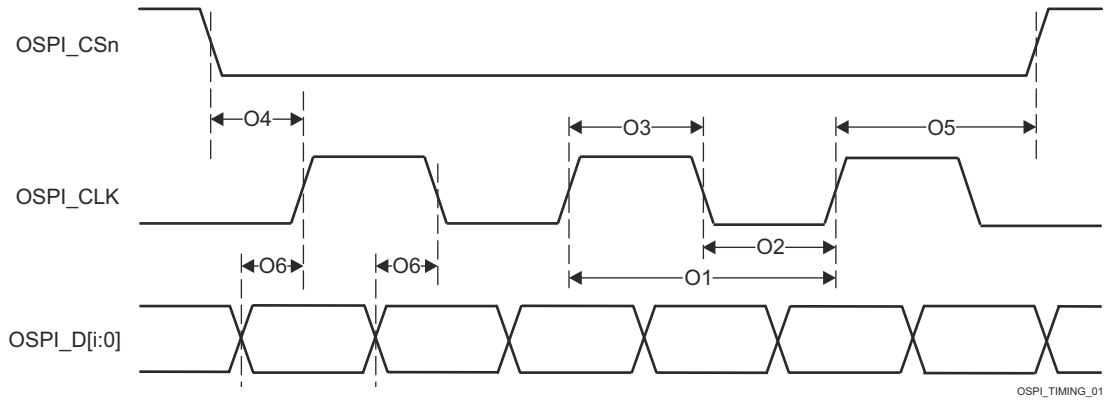 OSPI_CSn
O4
O3
O5
OSPI_CLK
O2
O6
O6
O1
OSPI_D[i:0]
OSPI_TIMING_01